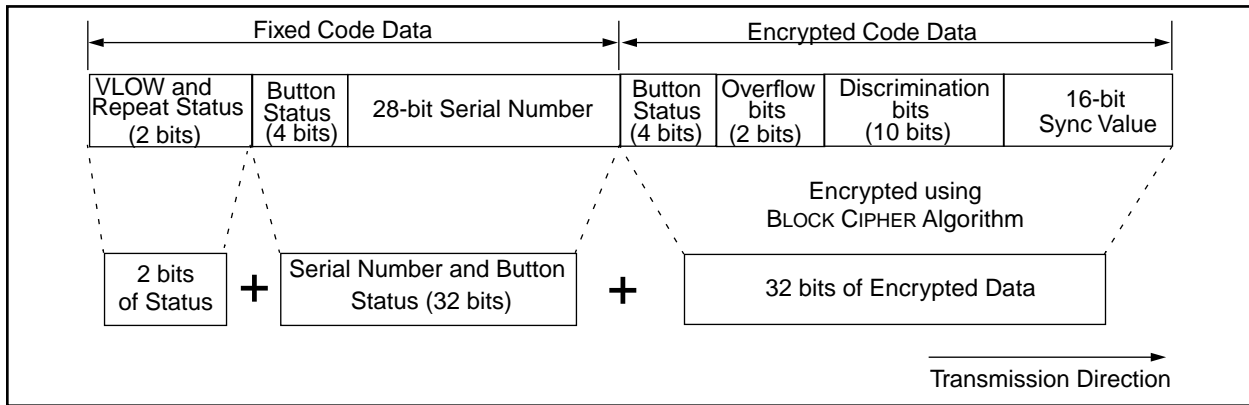 Fixed Code Data
Encrypted Code Data
VLOW and
Repeat Status
(2 bits)
Button
Status
(4 bits)
28-bit Serial Number
Button
Status
(4 bits)
Overflow
bits
(2 bits)
Discrimination
bits
(10 bits)
16-bit
Sync Value
Encrypted using
BLOCK CIPHER Algorithm
2 bits
of Status
+
Serial Number and Button
Status (32 bits)
+
32 bits of Encrypted Data
Transmission Direction